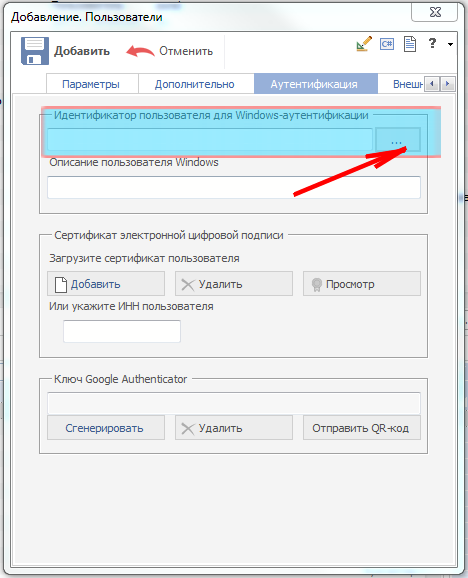 Добавление. Пользователи
Добавить Отменить C# ?
Параметры Дополнительно Аутентификация Внешн
Идентификатор пользователя для Windows-аутентификации
...
Описание пользователя Windows
Сертификат электронной цифровой подписи
Загрузите сертификат пользователя
Добавить Удалить Просмотр
Или укажите ИНН пользователя
Ключ Google Authenticator
Сгенерировать Удалить Отправить QR-код